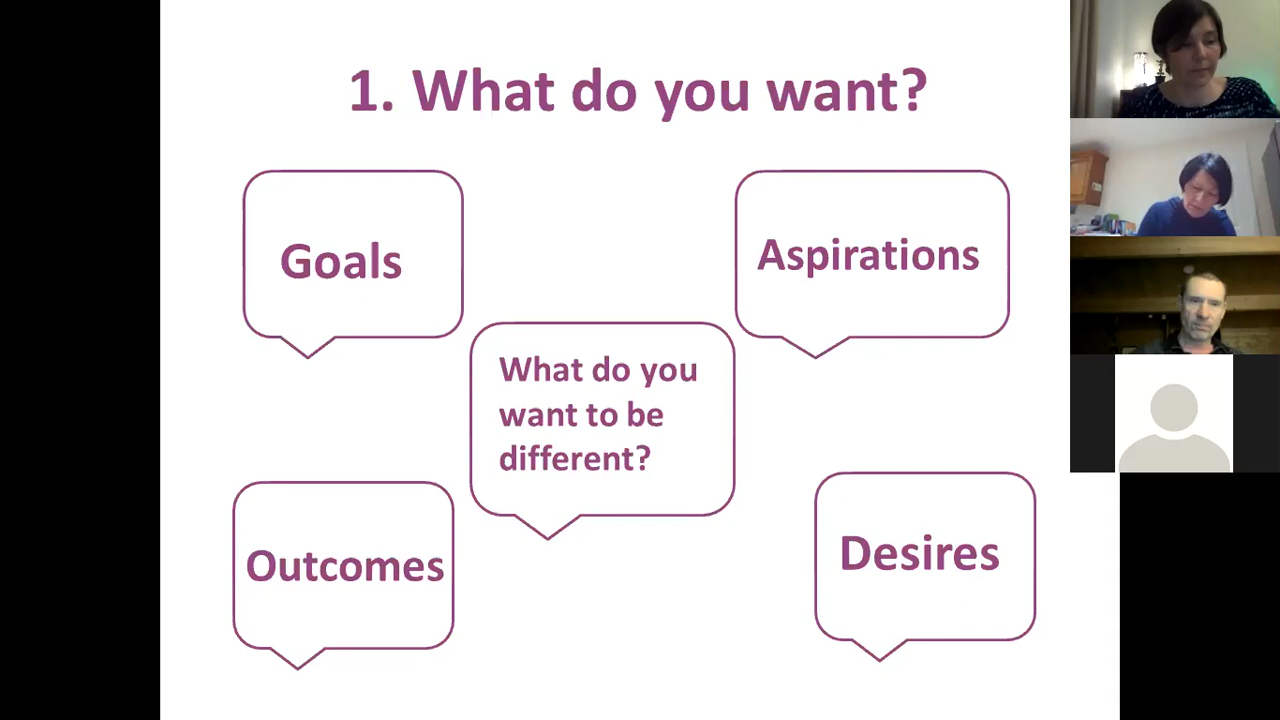 1. What do you want?
Goals
Aspirations
What do you
want to be
different?
Outcomes
Desires